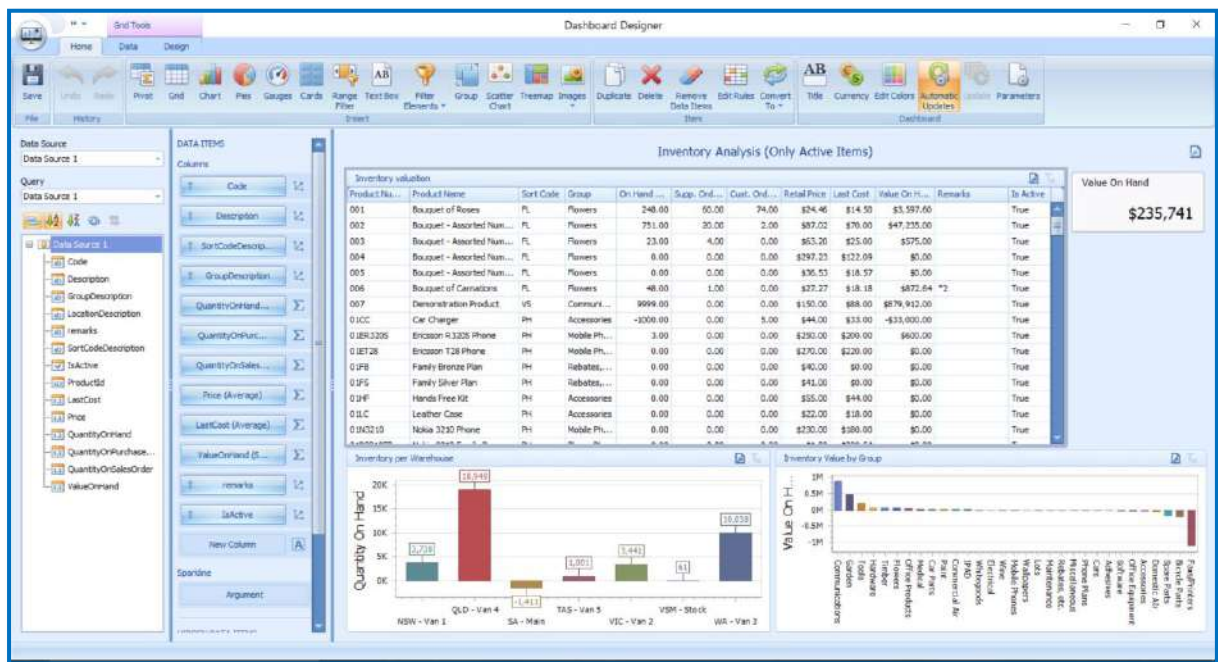 Grid Tools
Dashboard Designer
Home Data Design
Save Undo Redo Pivot Grid Chart Pies Gauges Cards Range Filter Text Box Filter Elements Group Scatter Chart Treemap Images Duplicate Delete Remove Data Items Edit Rules Convert To Title Currency Edit Colors Automatic Updates Update Parameters
File History Insert Item Dashboard
Data Source
Data Source 1
Query
Data Source 1
Data Source 1
Code
Description
GroupDescription
LocationDescription
remarks
SortCodeDescription
IsActive
ProductId
LastCost
Price
QuantityOnHand
QuantityOnPurchase...
QuantityOnSalesOrder
ValueOnHand
DATA ITEMS
Columns
Code
Description
SortCodeDescrip...
GroupDescription
QuantityOnHand...
QuantityOnPurc...
QuantityOnSales...
Price (Average)
LastCost (Average)
ValueOnHand (S...
remarks
IsActive
New Column
Sparkline
Argument
Inventory Analysis (Only Active Items)
Inventory valuation
Product Nu... Product Name Sort Code Group On Hand ... Supp. Ord... Cust. Ord... Retail Price Last Cost Value On H... Remarks Is Active
001 Bouquet of Roses FL Flowers 248.00 60.00 74.00 $24.46 $14.50 $3,597.60 True
002 Bouquet - Assorted Num... FL Flowers 751.00 20.00 2.00 $87.02 $70.00 $47,235.00 True
003 Bouquet - Assorted Num... FL Flowers 23.00 4.00 0.00 $63.20 $25.00 $575.00 True
004 Bouquet - Assorted Num... FL Flowers 0.00 0.00 0.00 $297.23 $122.09 $0.00 True
005 Bouquet - Assorted Num... FL Flowers 0.00 0.00 0.00 $36.53 $18.57 $0.00 True
006 Bouquet of Carnations FL Flowers 48.00 1.00 0.00 $27.27 $18.18 $872.64 *2 True
007 Demonstration Product VS Communi... 9999.00 0.00 0.00 $150.00 $88.00 $879,912.00 True
01CC Car Charger PH Accessories -1000.00 0.00 5.00 $44.00 $33.00 -$33,000.00 True
01ER320S Ericsson R320S Phone PH Mobile Ph... 3.00 0.00 0.00 $250.00 $200.00 $600.00 True
01ET28 Ericsson T28 Phone PH Mobile Ph... 0.00 0.00 0.00 $270.00 $220.00 $0.00 True
01FB Family Bronze Plan PH Rebates,... 0.00 0.00 0.00 $40.00 $0.00 $0.00 True
01FS Family Silver Plan PH Rebates,... 0.00 0.00 0.00 $41.00 $0.00 $0.00 True
01HF Hands Free Kit PH Accessories 0.00 0.00 0.00 $55.00 $44.00 $0.00 True
01LC Leather Case PH Accessories 0.00 0.00 0.00 $22.00 $18.00 $0.00 True
01N3210 Nokia 3210 Phone PH Mobile Ph... 0.00 0.00 0.00 $230.00 $180.00 $0.00 True
Value On Hand
$235,741
Inventory per Warehouse
Quantity On Hand
20K
15K
10K
5K
0K
18,940
-1,411
1,001
3,441
61
10,038
QLD - Van 4 TAS - Van 5 VSM - Stock
NSW - Van 1 SA - Main VIC - Van 2 WA - Van 3
Inventory Value by Group
Value On H...
1M
0.5M
0M
-0.5M
-1M
Communications
Garden
Tools
Hardware
Timber
Flowers
Office Products
Medical
Car Parts
Paint
Commercial Air
IPAD
Whitegoods
Electrical
Wine
Mobile Phones
Wallpapers
Lots
Maintenance
Rebates, etc.
Miscellaneous
Phone Plans
Cars
Adhesives
Software
Office Equipment
Accessories
Domestic Air
Spare Parts
Bicycle Parts
Faxs/Printers